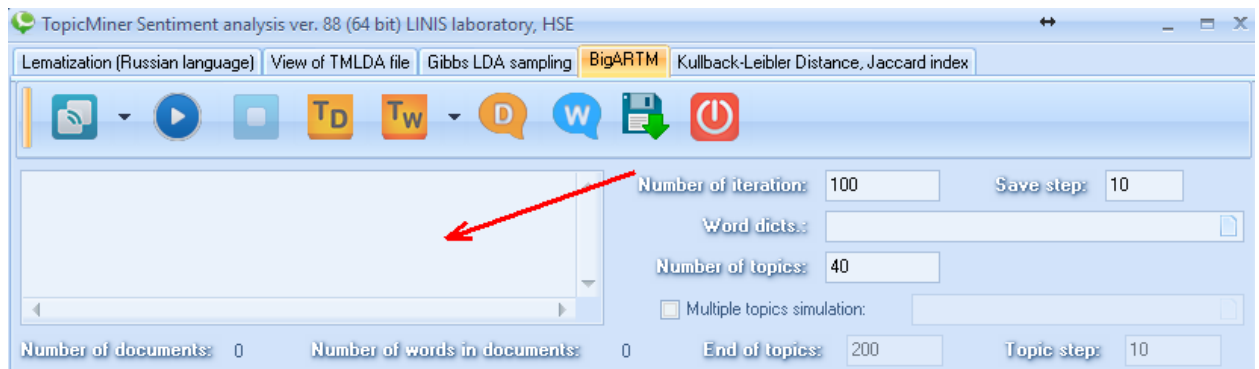 TopicMiner Sentiment analysis ver. 88 (64 bit) LINIS laboratory, HSE
Lematization (Russian language) View of TMLDA file Gibbs LDA sampling BigARTM Kullback-Leibler Distance, Jaccard index
TD TW D W
Number of iteration: 100 Save step: 10
Word dicts.:
Number of topics: 40
Multiple topics simulation:
Number of documents: 0 Number of words in documents: 0 End of topics: 200 Topic step: 10